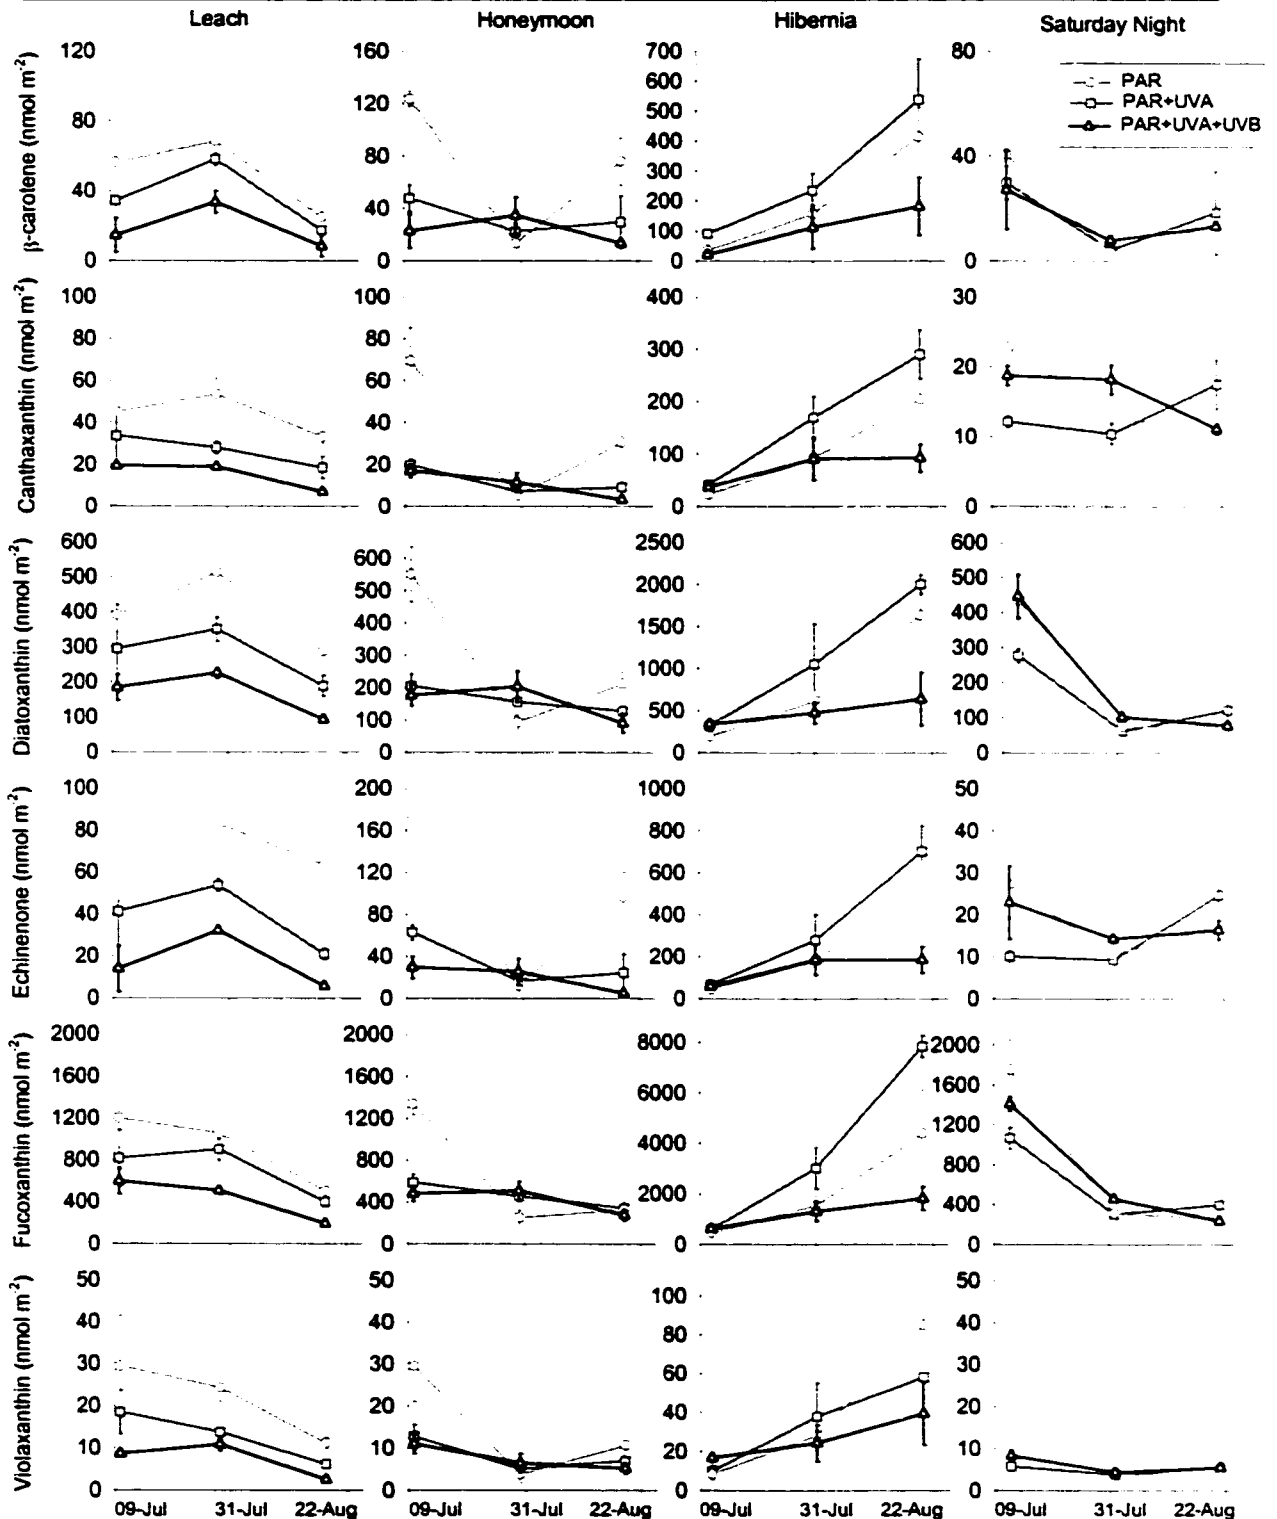 Leach Honeymoon Hibernia Saturday Night
PAR
PAR+UVA
PAR+UVA+UVB
β-carotene (nmol m⁻²)
120 80 40 0
160 120 80 40 0
700 600 500 400 300 200 100 0
80 40 0
Canthaxanthin (nmol m⁻²)
100 80 60 40 20 0
100 80 60 40 20 0
400 300 200 100 0
30 20 10 0
Diatoxanthin (nmol m⁻²)
600 500 400 300 200 100 0
600 500 400 300 200 100 0
2500 2000 1500 1000 500 0
600 500 400 300 200 100 0
Echinenone (nmol m⁻²)
100 80 60 40 20 0
200 160 120 80 40 0
1000 800 600 400 200 0
50 40 30 20 10 0
Fucoxanthin (nmol m⁻²)
2000 1600 1200 800 400 0
2000 1600 1200 800 400 0
8000 6000 4000 2000 0
2000 1600 1200 800 400 0
Violaxanthin (nmol m⁻²)
50 40 30 20 10 0
50 40 30 20 10 0
100 80 60 40 20 0
50 40 30 20 10 0
09-Jul 31-Jul 22-Aug 09-Jul 31-Jul 22-Aug 09-Jul 31-Jul 22-Aug 09-Jul 31-Jul 22-Aug